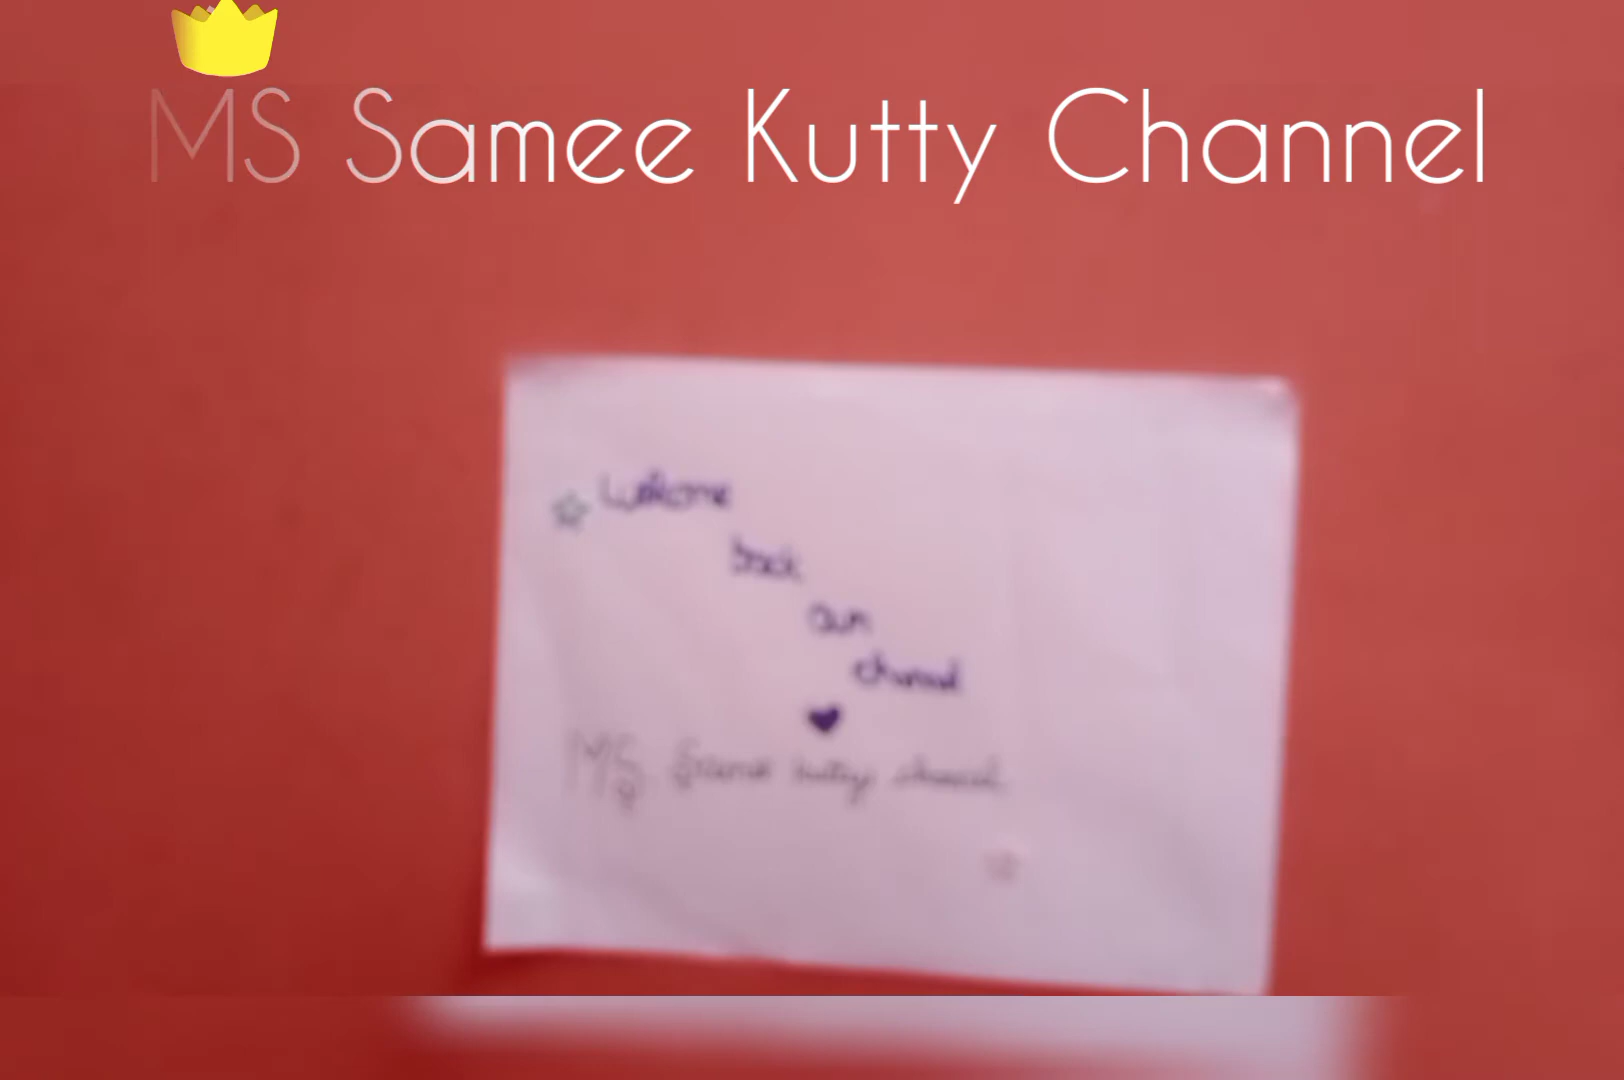 MS Samee Kutty Channel
Welcome
back
our
channel
MS Samee kutty channel